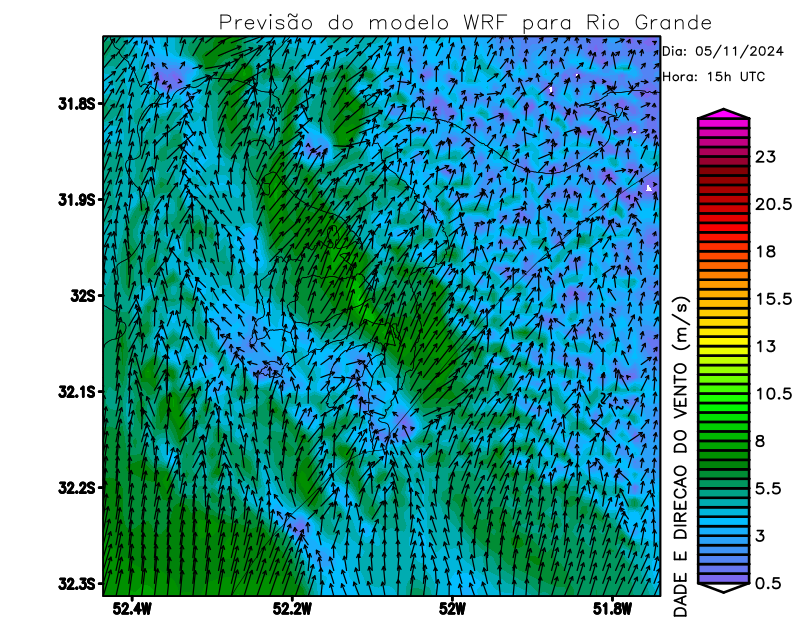 Previsão do modelo WRF para Rio Grande
Dia: 05/11/2024
Hora: 15h UTC
31.8S
31.9S
32S
32.1S
32.2S
32.3S
52.4W
52.2W
52W
51.8W
23
20.5
18
15.5
13
10.5
8
5.5
3
0.5
DADE E DIRECAO DO VENTO (m/s)